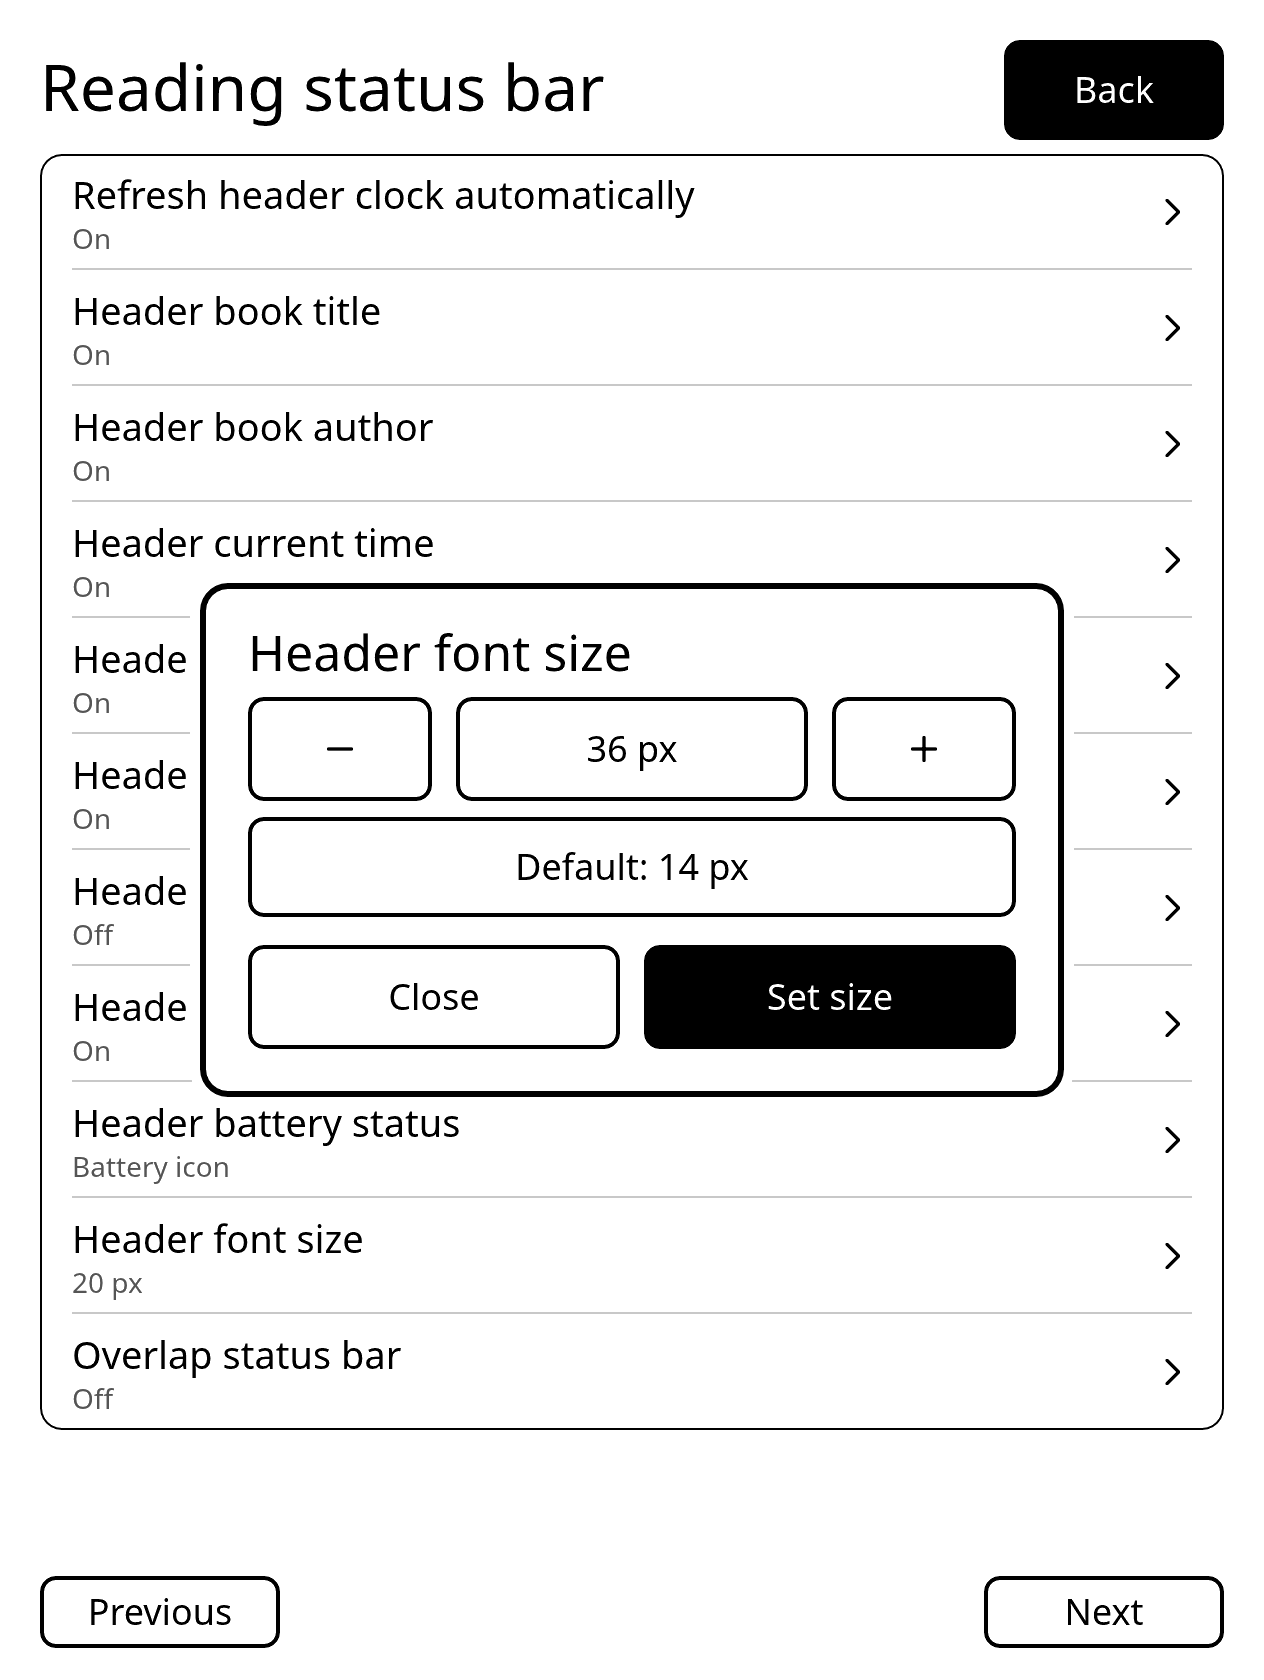 Reading status bar
Back
Refresh header clock automatically
On
Header book title
On
Header book author
On
Header current time
On
Heade
On
Heade
On
Heade
Off
Heade
On
Header font size
− 36 px +
Default: 14 px
Close Set size
Header battery status
Battery icon
Header font size
20 px
Overlap status bar
Off
Previous Next